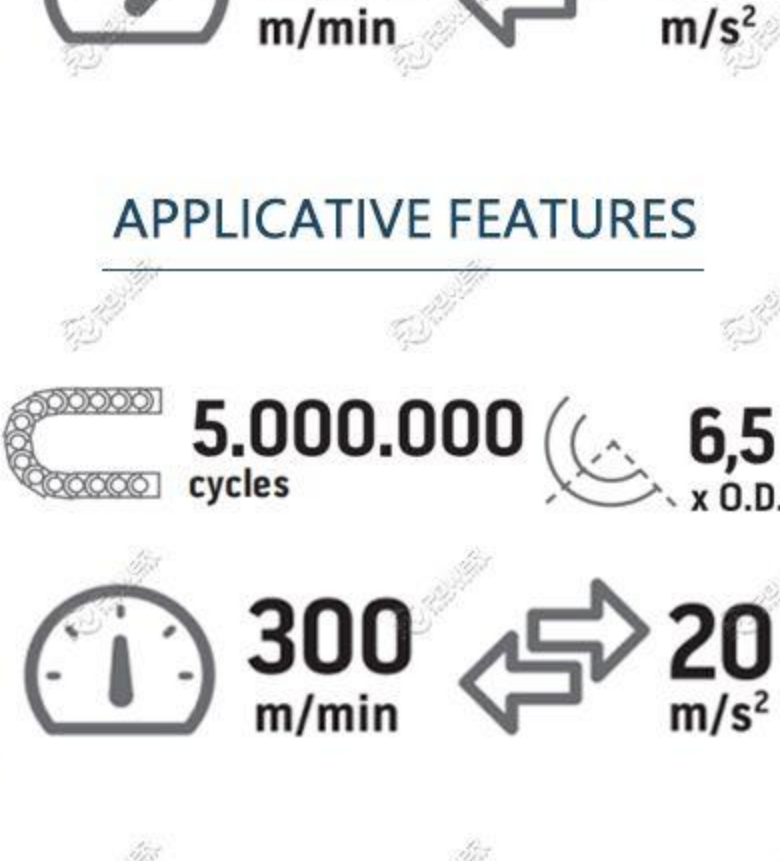 m/min
m/s²
APPLICATIVE FEATURES
5.000.000
cycles
6,5
x O.D.
300
m/min
20
m/s²